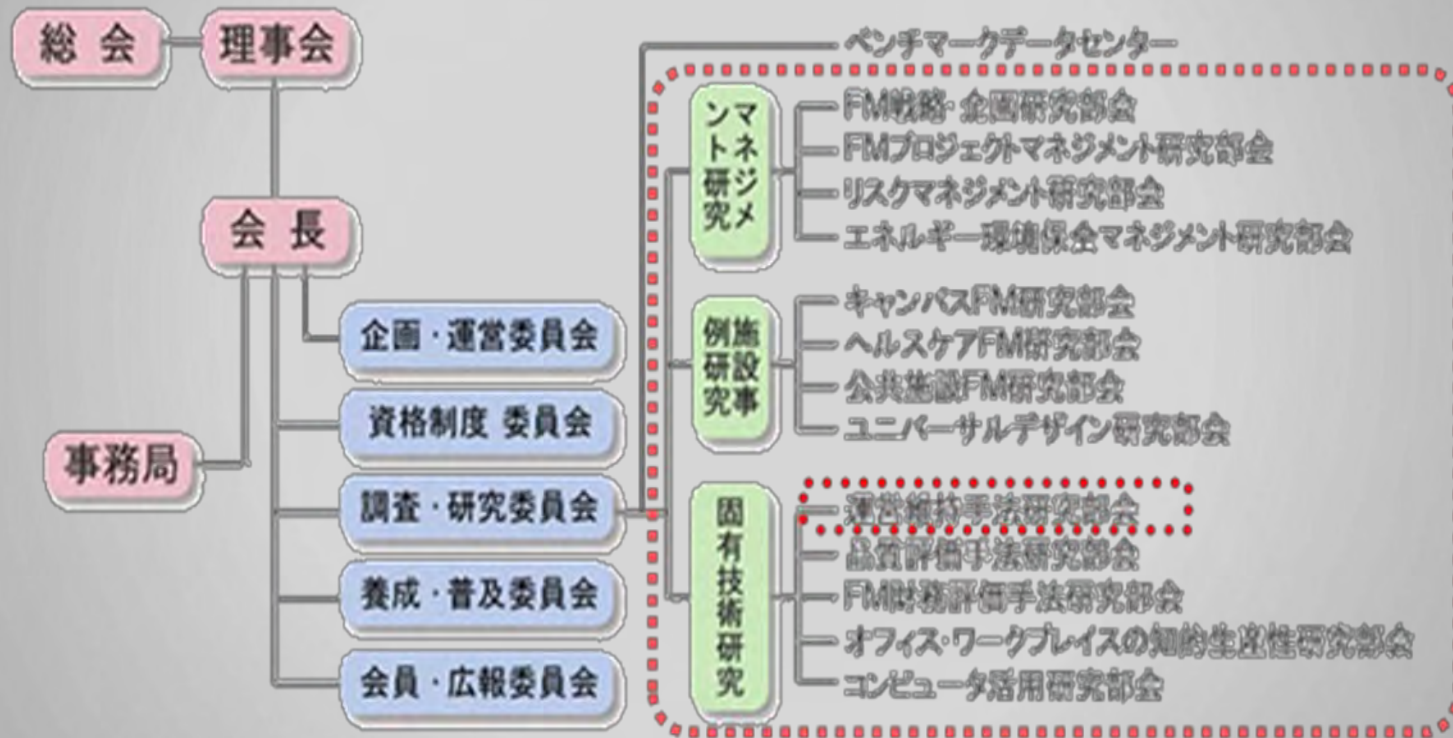 総会
理事会
会長
事務局
企画・運営委員会
資格制度 委員会
調査・研究委員会
養成・普及委員会
会員・広報委員会
ベンチマークデータセンター
マネジメント研究
FM戦略・企画研究部会
FMプロジェクトマネジメント研究部会
リスクマネジメント研究部会
エネルギー環境保全マネジメント研究部会
施設事例研究
キャンパスFM研究部会
ヘルスケアFM研究部会
公共施設FM研究部会
ユニバーサルデザイン研究部会
固有技術研究
運営維持手法研究部会
品質評価手法研究部会
FM財務評価手法研究部会
オフィス・ワークプレイスの知的生産性研究部会
コンピュータ活用研究部会